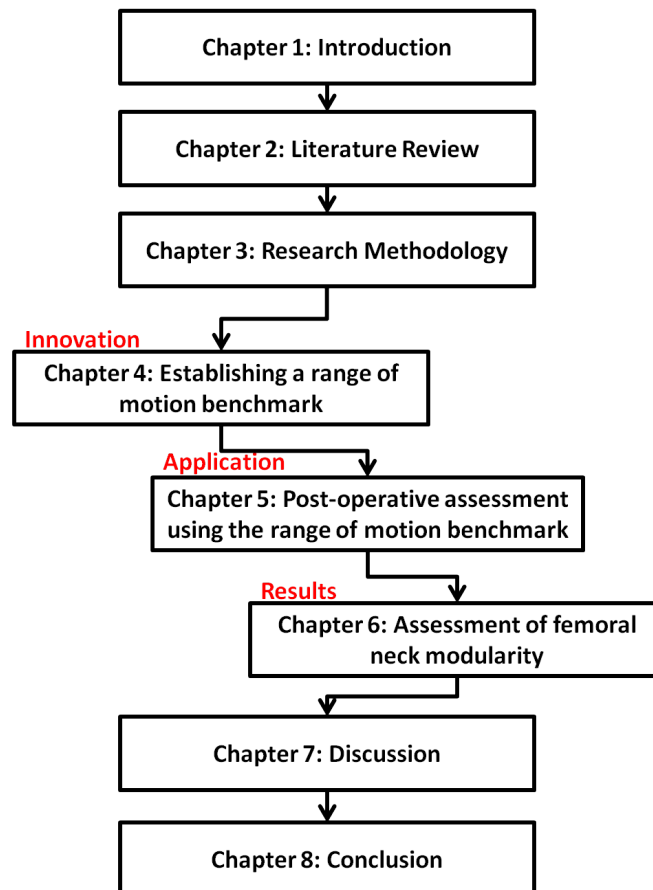 Chapter 1: Introduction
Chapter 2: Literature Review
Chapter 3: Research Methodology
Innovation
Chapter 4: Establishing a range of
motion benchmark
Application
Chapter 5: Post-operative assessment
using the range of motion benchmark
Results
Chapter 6: Assessment of femoral
neck modularity
Chapter 7: Discussion
Chapter 8: Conclusion